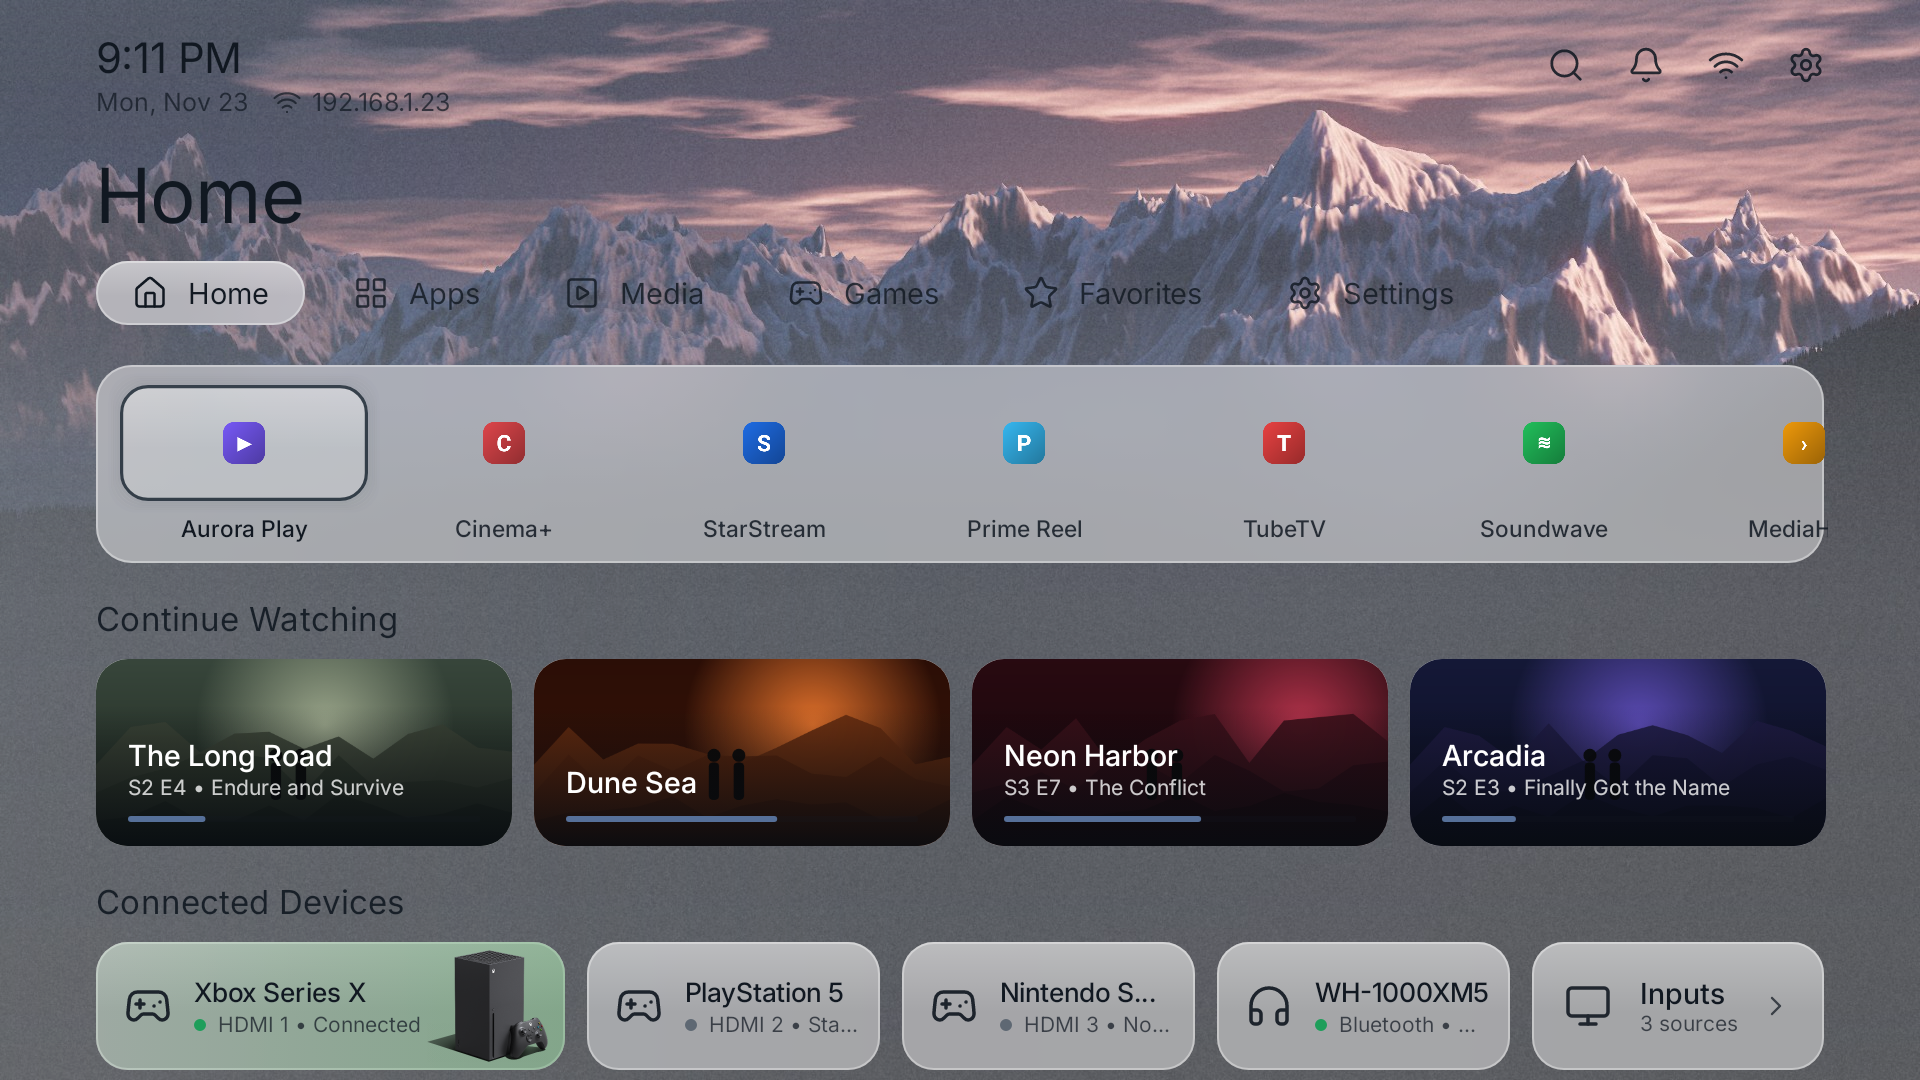 9:11 PM
Mon, Nov 23 192.168.1.23
Home
Home Apps Media Games Favorites Settings
C S P T
Aurora Play Cinema+ StarStream Prime Reel TubeTV Soundwave
Continue Watching
The Long Road
S2 E4 • Endure and Survive
Dune Sea
Neon Harbor
S3 E7 • The Conflict
Arcadia
S2 E3 • Finally Got the Name
Connected Devices
Xbox Series X
HDMI 1 • Connected
PlayStation 5
HDMI 2 • Sta...
Nintendo S...
HDMI 3 • No...
WH-1000XM5
Bluetooth • ...
Inputs
3 sources